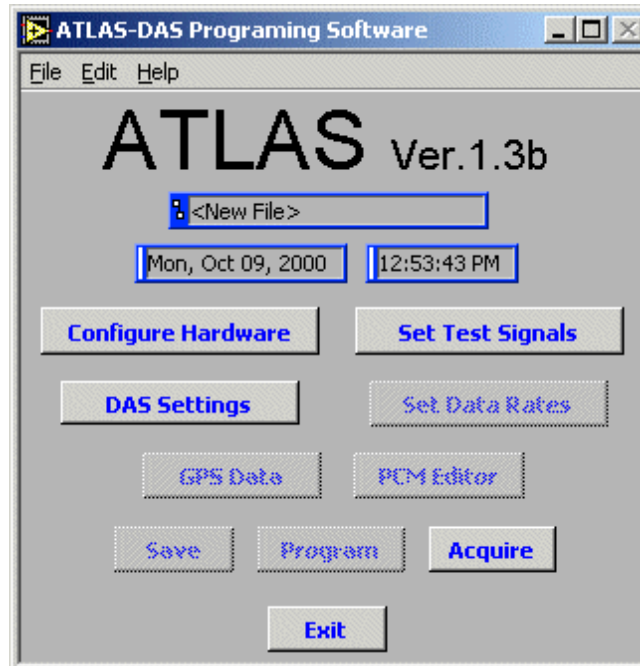 ATLAS-DAS Programing Software
File Edit Help
ATLAS Ver.1.3b
<New File>
Mon, Oct 09, 2000 12:53:43 PM
Configure Hardware Set Test Signals
DAS Settings Set Data Rates
GPS Data PCM Editor
Save Program Acquire
Exit